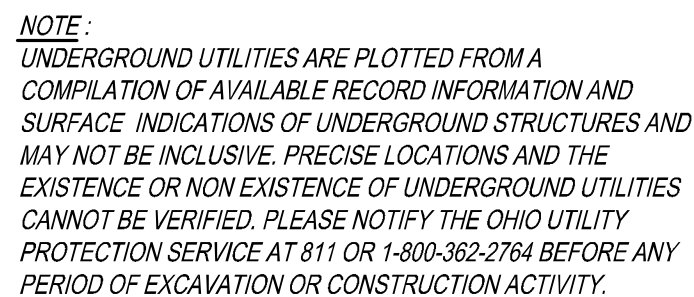 NOTE :
UNDERGROUND UTILITIES ARE PLOTTED FROM A
COMPILATION OF AVAILABLE RECORD INFORMATION AND
SURFACE INDICATIONS OF UNDERGROUND STRUCTURES AND
MAY NOT BE INCLUSIVE. PRECISE LOCATIONS AND THE
EXISTENCE OR NON EXISTENCE OF UNDERGROUND UTILITIES
CANNOT BE VERIFIED. PLEASE NOTIFY THE OHIO UTILITY
PROTECTION SERVICE AT 811 OR 1-800-362-2764 BEFORE ANY
PERIOD OF EXCAVATION OR CONSTRUCTION ACTIVITY.